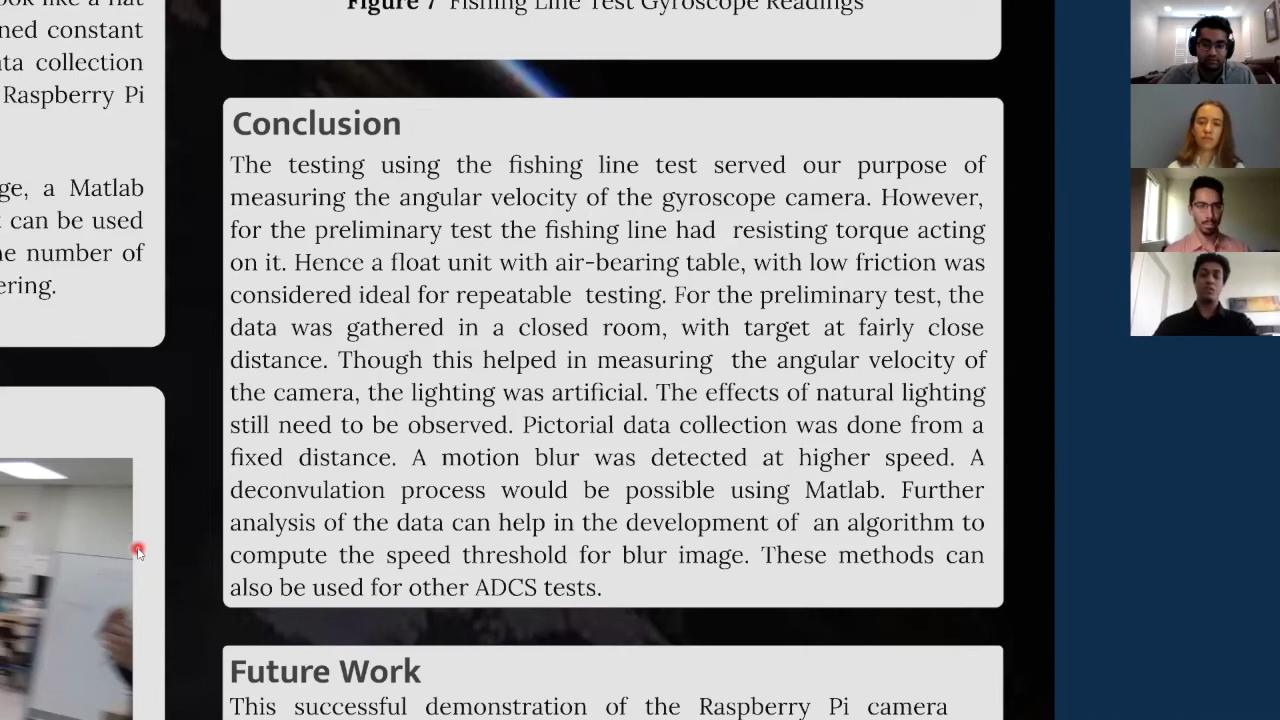 ned constant
ta collection
Raspberry Pi
ge, a Matlab
can be used
number of
ering.
Figure 7 Fishing Line Test Gyroscope Readings
Conclusion
The testing using the fishing line test served our purpose of
measuring the angular velocity of the gyroscope camera. However,
for the preliminary test the fishing line had resisting torque acting
on it. Hence a float unit with air-bearing table, with low friction was
considered ideal for repeatable testing. For the preliminary test, the
data was gathered in a closed room, with target at fairly close
distance. Though this helped in measuring the angular velocity of
the camera, the lighting was artificial. The effects of natural lighting
still need to be observed. Pictorial data collection was done from a
fixed distance. A motion blur was detected at higher speed. A
deconvulation process would be possible using Matlab. Further
analysis of the data can help in the development of an algorithm to
compute the speed threshold for blur image. These methods can
also be used for other ADCS tests.
Future Work
This successful demonstration of the Raspberry Pi camera